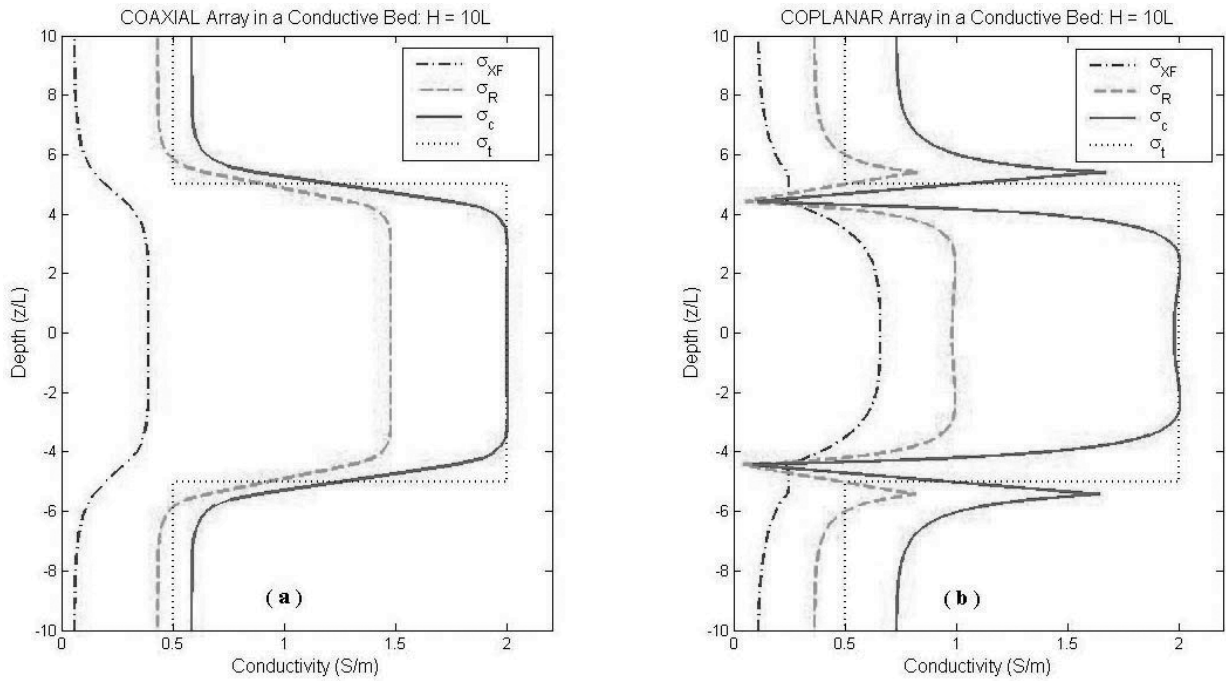 COAXIAL Array in a Conductive Bed: H = 10L
10
8
6
4
2
0
-2
-4
-6
-8
-10
Depth (z/L)
σXF
σR
σc
σt
( a )
0
0.5
1
1.5
2
Conductivity (S/m)
COPLANAR Array in a Conductive Bed: H = 10L
10
8
6
4
2
0
-2
-4
-6
-8
-10
Depth (z/L)
σXF
σR
σc
σt
( b )
0
0.5
1
1.5
2
Conductivity (S/m)